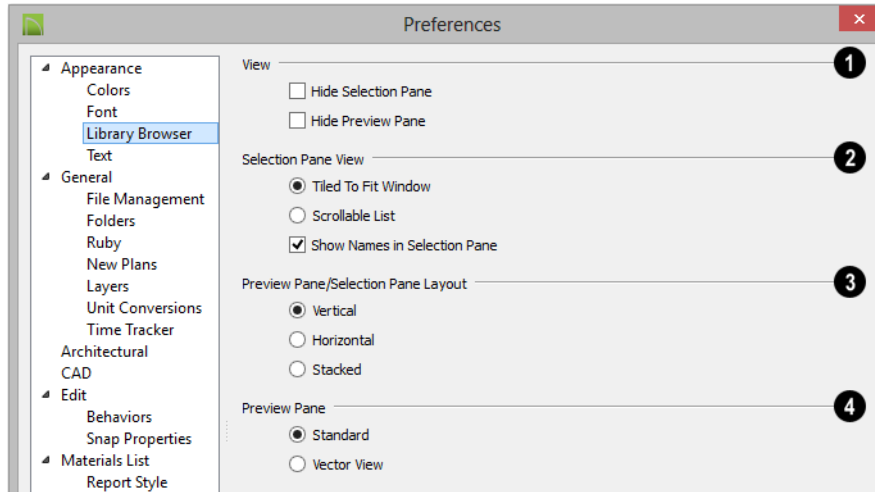 Preferences
Appearance
Colors
Font
Library Browser
Text
General
File Management
Folders
Ruby
New Plans
Layers
Unit Conversions
Time Tracker
Architectural
CAD
Edit
Behaviors
Snap Properties
Materials List
Report Style
View 1
Hide Selection Pane
Hide Preview Pane
Selection Pane View 2
Tiled To Fit Window
Scrollable List
Show Names in Selection Pane
Preview Pane/Selection Pane Layout 3
Vertical
Horizontal
Stacked
Preview Pane 4
Standard
Vector View